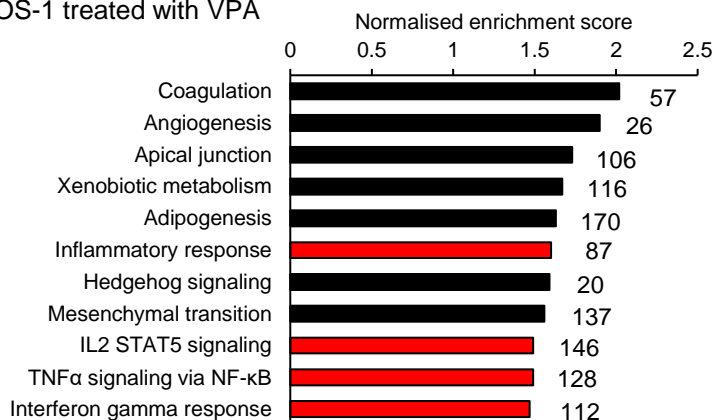 OS-1 treated with VPA
Normalised enrichment score
0 0.5 1 1.5 2 2.5
Coagulation 57
Angiogenesis 26
Apical junction 106
Xenobiotic metabolism 116
Adipogenesis 170
Inflammatory response 87
Hedgehog signaling 20
Mesenchymal transition 137
IL2 STAT5 signaling 146
TNFα signaling via NF-κB 128
Interferon gamma response 112